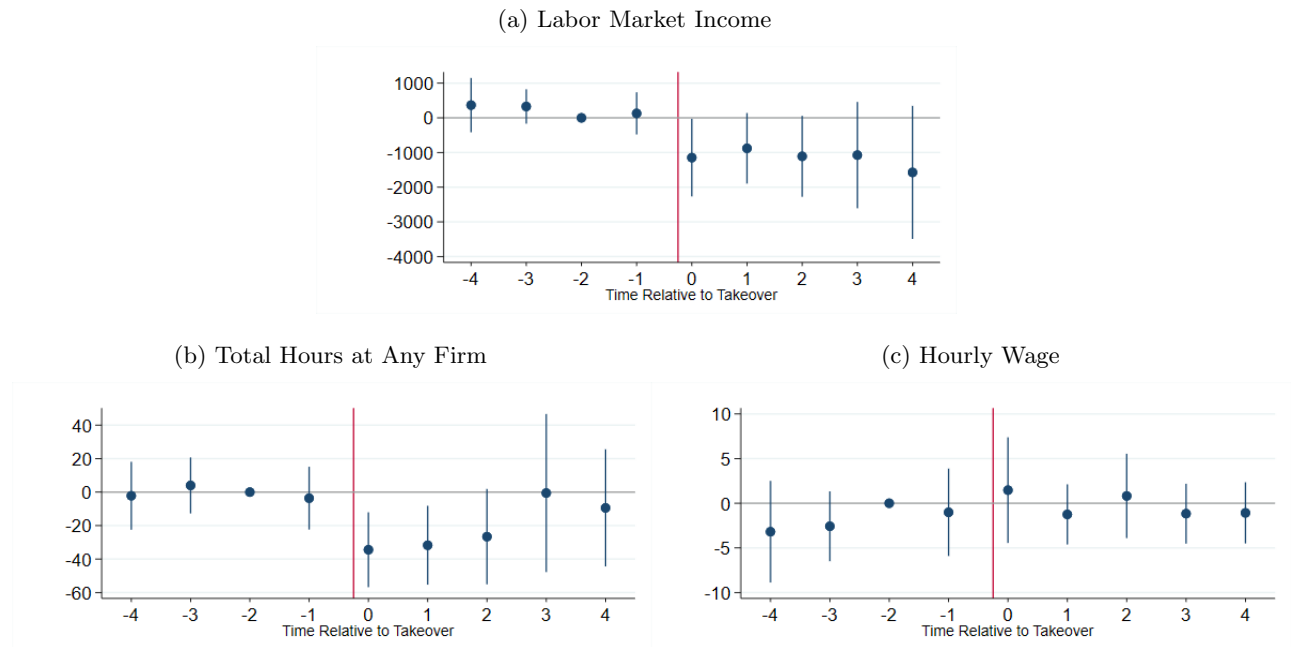 (a) Labor Market Income
1000
0
-1000
-2000
-3000
-4000
-4 -3 -2 -1 0 1 2 3 4
Time Relative to Takeover
(b) Total Hours at Any Firm
40
20
0
-20
-40
-60
-4 -3 -2 -1 0 1 2 3 4
Time Relative to Takeover
(c) Hourly Wage
10
5
0
-5
-10
-4 -3 -2 -1 0 1 2 3 4
Time Relative to Takeover